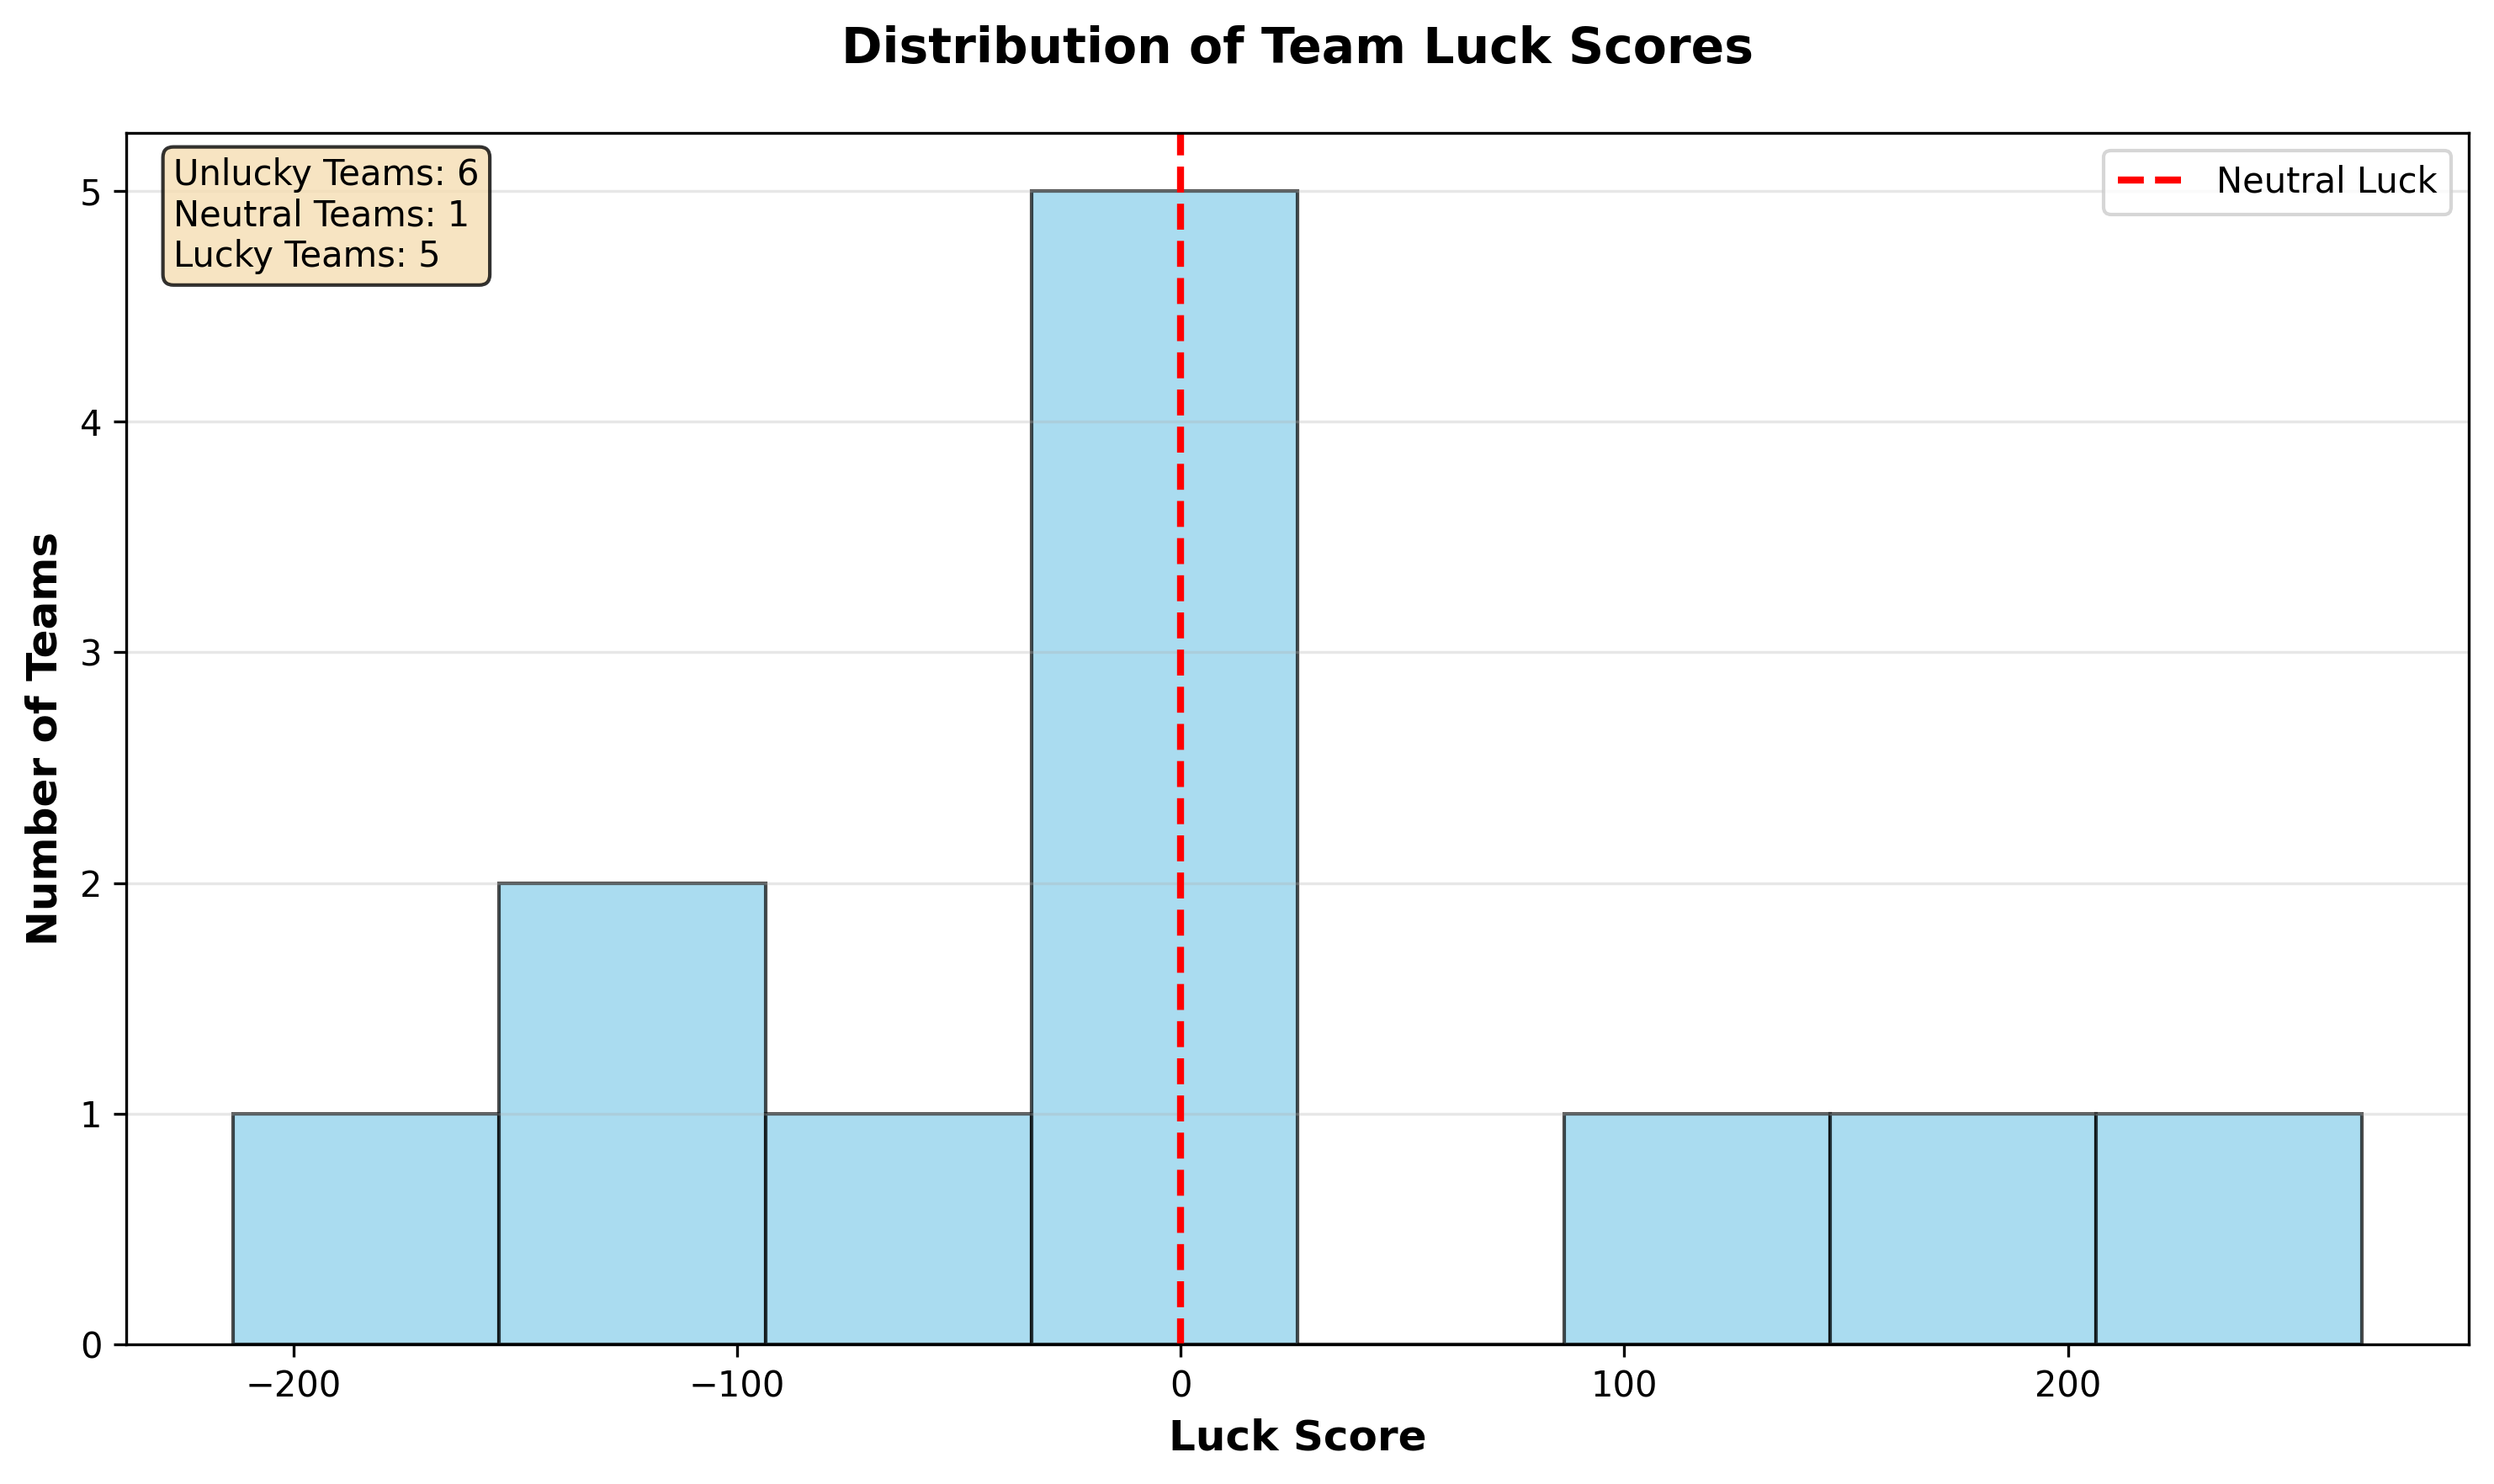 Distribution of Team Luck Scores
Unlucky Teams: 6
Neutral Teams: 1
Lucky Teams: 5
Neutral Luck
Number of Teams
5
4
3
2
1
0
−200
−100
0
100
200
Luck Score